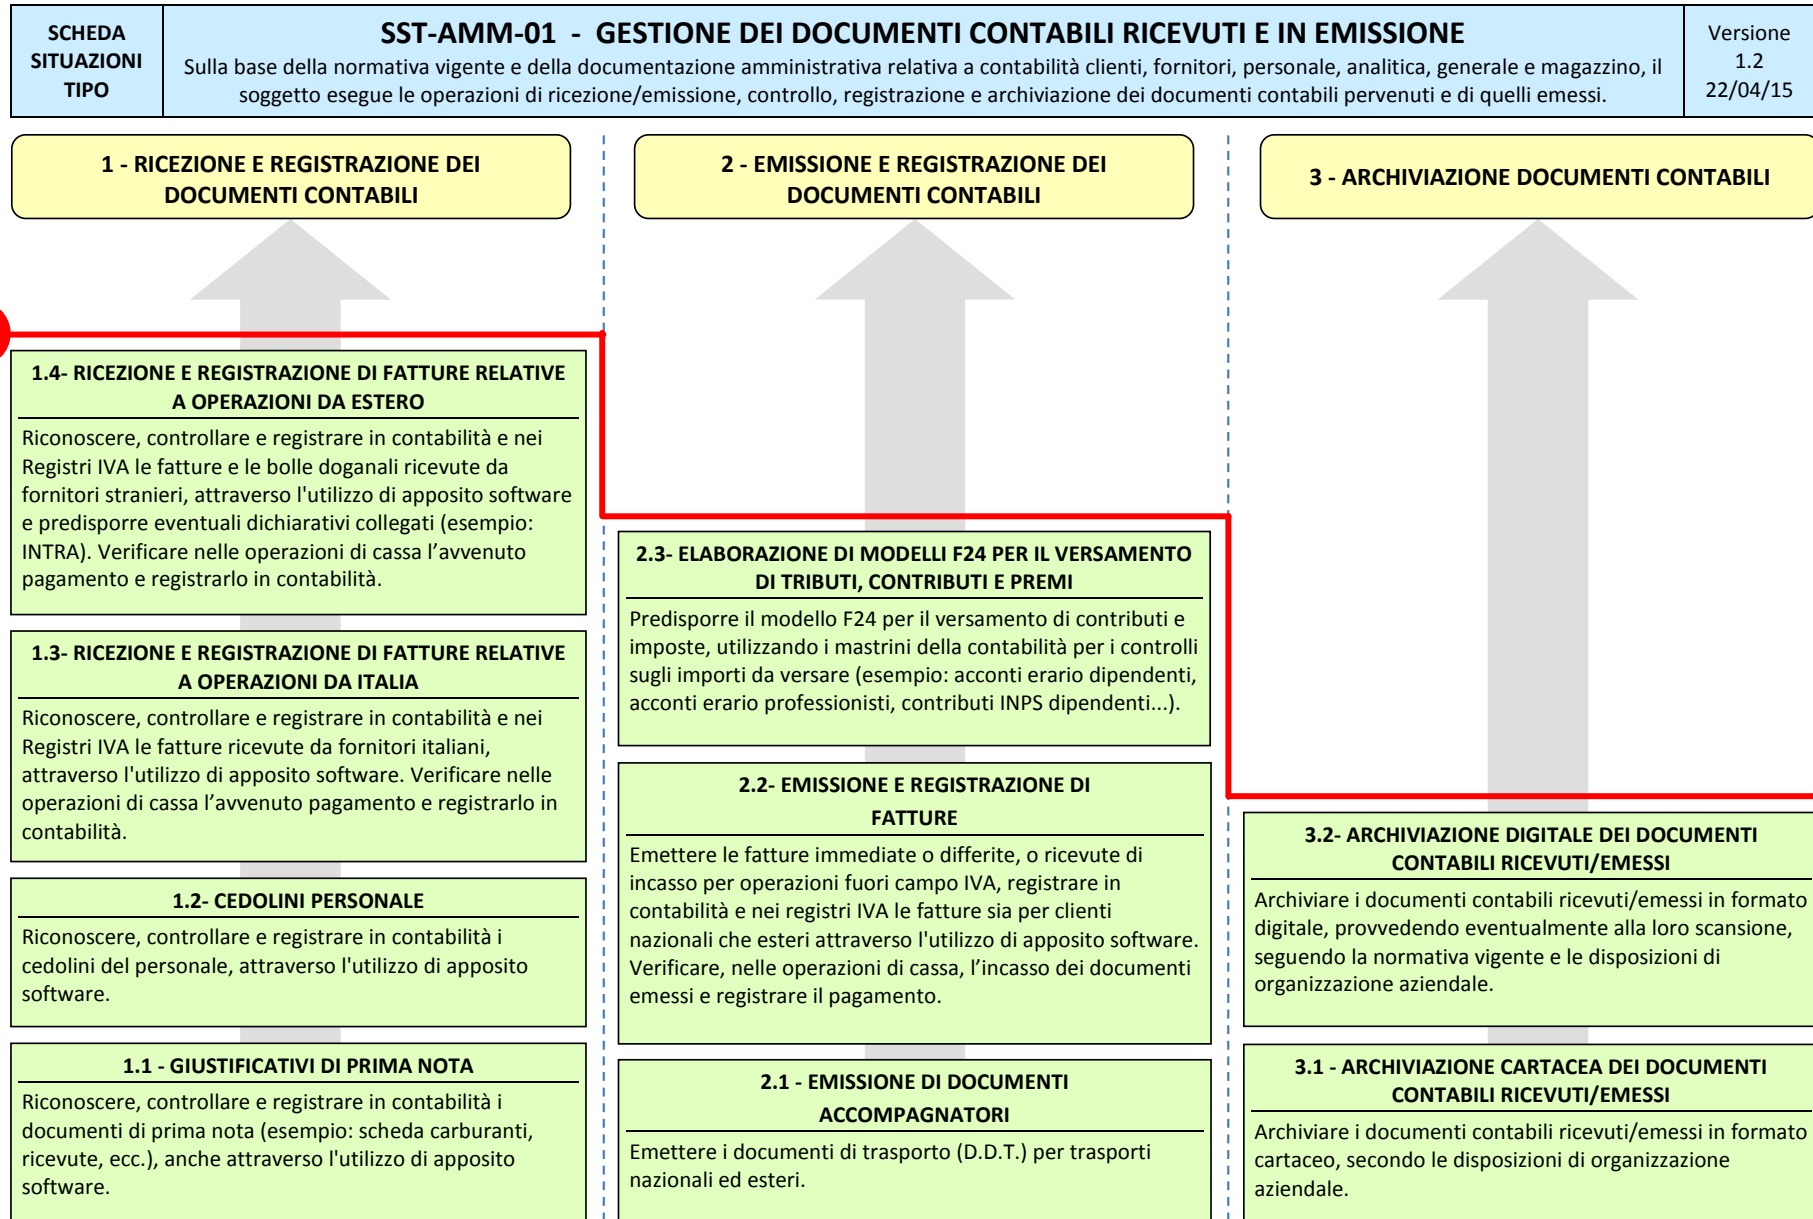 SCHEDA
SITUAZIONI
TIPO
SST-AMM-01 - GESTIONE DEI DOCUMENTI CONTABILI RICEVUTI E IN EMISSIONE
Sulla base della normativa vigente e della documentazione amministrativa relativa a contabilità clienti, fornitori, personale, analitica, generale e magazzino, il
soggetto esegue le operazioni di ricezione/emissione, controllo, registrazione e archiviazione dei documenti contabili pervenuti e di quelli emessi.
Versione
1.2
22/04/15
1 - RICEZIONE E REGISTRAZIONE DEI
DOCUMENTI CONTABILI
1.4- RICEZIONE E REGISTRAZIONE DI FATTURE RELATIVE
A OPERAZIONI DA ESTERO
Riconoscere, controllare e registrare in contabilità e nei
Registri IVA le fatture e le bolle doganali ricevute da
fornitori stranieri, attraverso l'utilizzo di apposito software
e predisporre eventuali dichiarativi collegati (esempio:
INTRA). Verificare nelle operazioni di cassa l’avvenuto
pagamento e registrarlo in contabilità.
1.3- RICEZIONE E REGISTRAZIONE DI FATTURE RELATIVE
A OPERAZIONI DA ITALIA
Riconoscere, controllare e registrare in contabilità e nei
Registri IVA le fatture ricevute da fornitori italiani,
attraverso l'utilizzo di apposito software. Verificare nelle
operazioni di cassa l’avvenuto pagamento e registrarlo in
contabilità.
1.2- CEDOLINI PERSONALE
Riconoscere, controllare e registrare in contabilità i
cedolini del personale, attraverso l'utilizzo di apposito
software.
1.1 - GIUSTIFICATIVI DI PRIMA NOTA
Riconoscere, controllare e registrare in contabilità i
documenti di prima nota (esempio: scheda carburanti,
ricevute, ecc.), anche attraverso l'utilizzo di apposito
software.
2 - EMISSIONE E REGISTRAZIONE DEI
DOCUMENTI CONTABILI
2.3- ELABORAZIONE DI MODELLI F24 PER IL VERSAMENTO
DI TRIBUTI, CONTRIBUTI E PREMI
Predisporre il modello F24 per il versamento di contributi e
imposte, utilizzando i mastrini della contabilità per i controlli
sugli importi da versare (esempio: acconti erario dipendenti,
acconti erario professionisti, contributi INPS dipendenti...).
2.2- EMISSIONE E REGISTRAZIONE DI
FATTURE
Emettere le fatture immediate o differite, o ricevute di
incasso per operazioni fuori campo IVA, registrare in
contabilità e nei registri IVA le fatture sia per clienti
nazionali che esteri attraverso l'utilizzo di apposito software.
Verificare, nelle operazioni di cassa, l’incasso dei documenti
emessi e registrare il pagamento.
2.1 - EMISSIONE DI DOCUMENTI
ACCOMPAGNATORI
Emettere i documenti di trasporto (D.D.T.) per trasporti
nazionali ed esteri.
3 - ARCHIVIAZIONE DOCUMENTI CONTABILI
3.2- ARCHIVIAZIONE DIGITALE DEI DOCUMENTI
CONTABILI RICEVUTI/EMESSI
Archiviare i documenti contabili ricevuti/emessi in formato
digitale, provvedendo eventualmente alla loro scansione,
seguendo la normativa vigente e le disposizioni di
organizzazione aziendale.
3.1 - ARCHIVIAZIONE CARTACEA DEI DOCUMENTI
CONTABILI RICEVUTI/EMESSI
Archiviare i documenti contabili ricevuti/emessi in formato
cartaceo, secondo le disposizioni di organizzazione
aziendale.